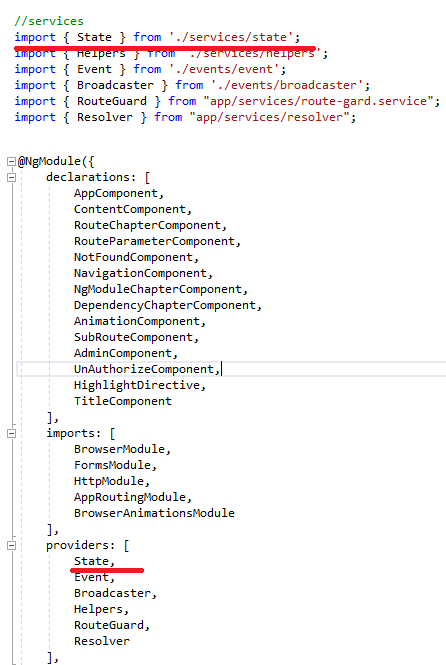 //services
import { State } from './services/state';
import { Helpers } from './services/helpers';
import { Event } from './events/event';
import { Broadcaster } from './events/broadcaster';
import { RouteGuard } from "app/services/route-gard.service";
import { Resolver } from "app/services/resolver";
@NgModule({
declarations: [
AppComponent,
ContentComponent,
RouteChapterComponent,
RouteParameterComponent,
NotFoundComponent,
NavigationComponent,
NgModuleChapterComponent,
DependencyChapterComponent,
AnimationComponent,
SubRouteComponent,
AdminComponent,
UnAuthorizeComponent,
HighlightDirective,
TitleComponent
],
imports: [
BrowserModule,
FormsModule,
HttpModule,
AppRoutingModule,
BrowserAnimationsModule
],
providers: [
State,
Event,
Broadcaster,
Helpers,
RouteGuard,
Resolver
],